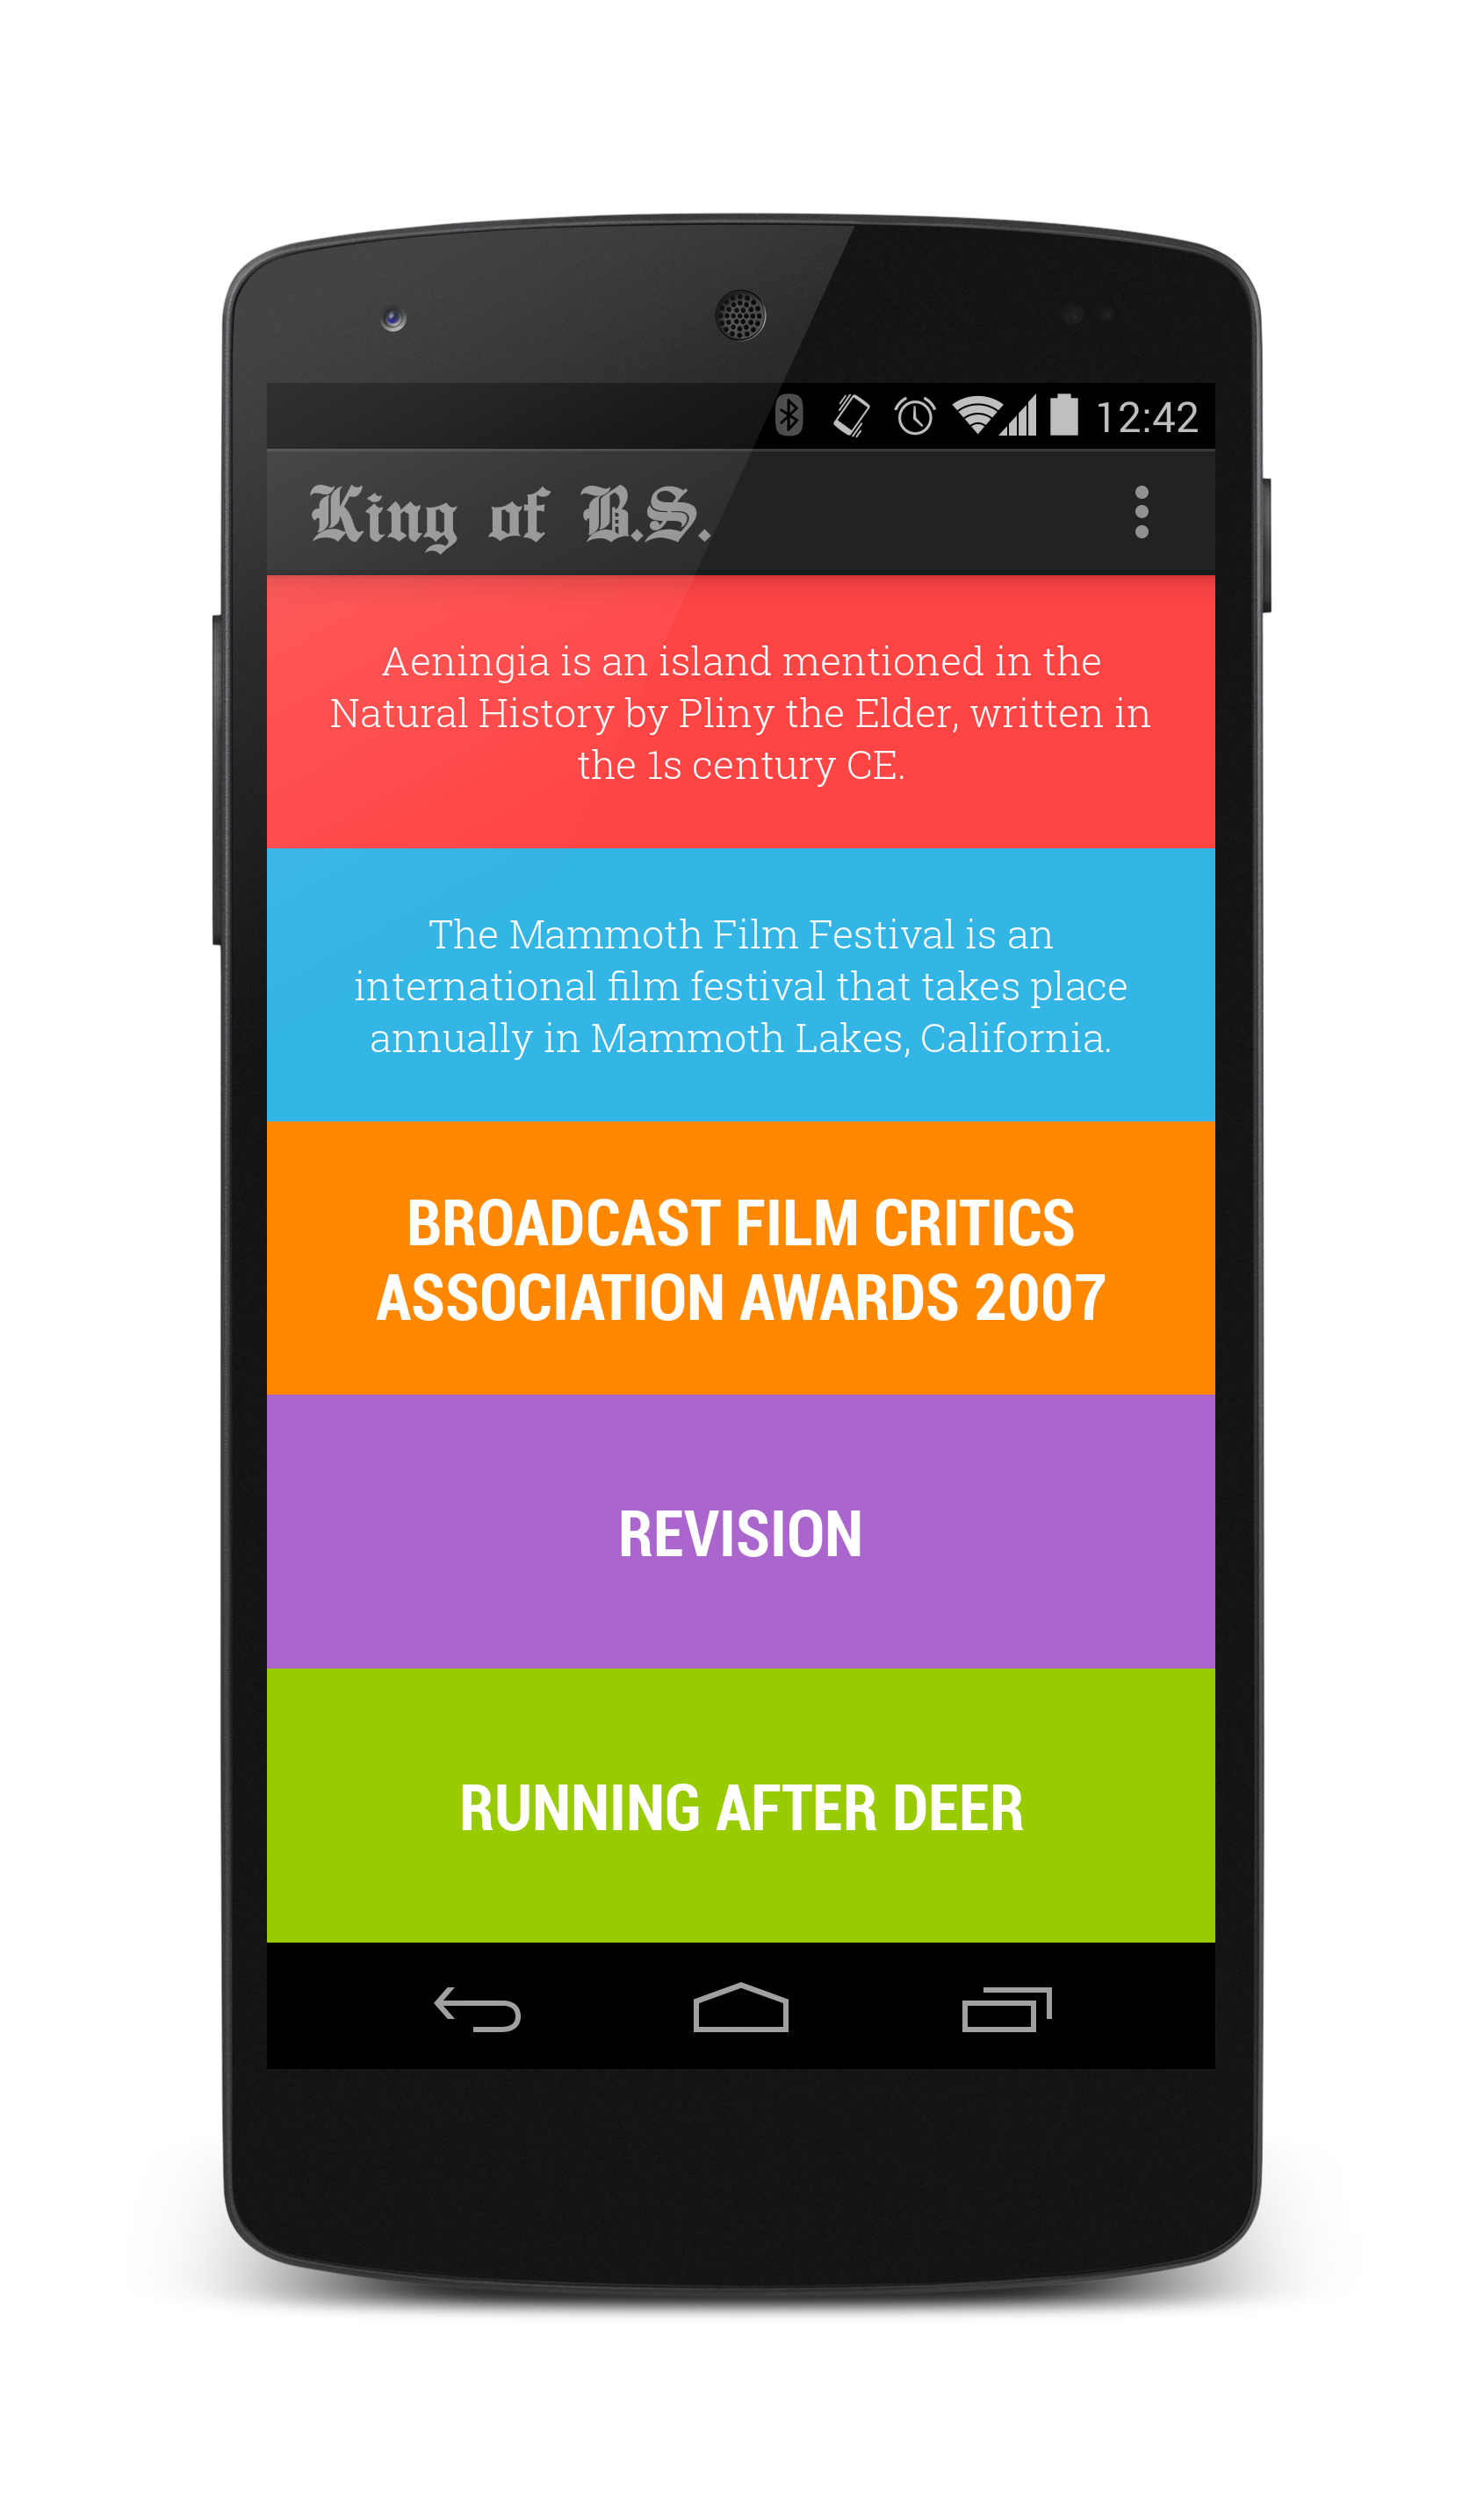 12:42
King of B.S.
Aeningia is an island mentioned in the
Natural History by Pliny the Elder, written in
the 1s century CE.
The Mammoth Film Festival is an
international film festival that takes place
annually in Mammoth Lakes, California.
BROADCAST FILM CRITICS
ASSOCIATION AWARDS 2007
REVISION
RUNNING AFTER DEER